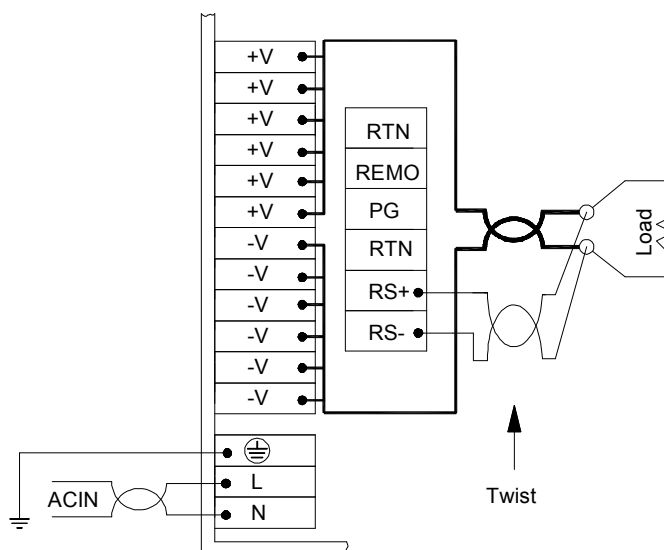 +V
+V
+V
+V
+V
+V
-V
-V
-V
-V
-V
-V
RTN
REMO
PG
RTN
RS+
RS-
Load
L
N
ACIN
Twist